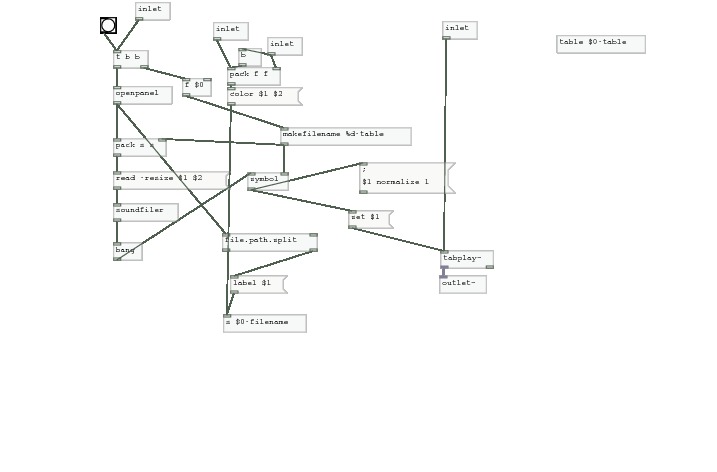 inlet
inlet
inlet
inlet
table $0-table
b
t b b
pack f f
f $0
openpanel
color $1 $2
makefilename %d-table
pack s s
;
read -resize $1 $2
symbol
$1 normalize 1
soundfiler
set $1
file.path.split
bang
tabplay~
label $1
outlet~
s $0-filename